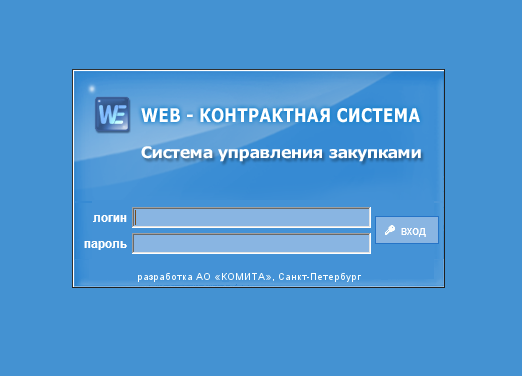 WE
WEB - КОНТРАКТНАЯ СИСТЕМА
Система управления закупками
логин
пароль
вход
разработка АО «КОМИТА», Санкт-Петербург